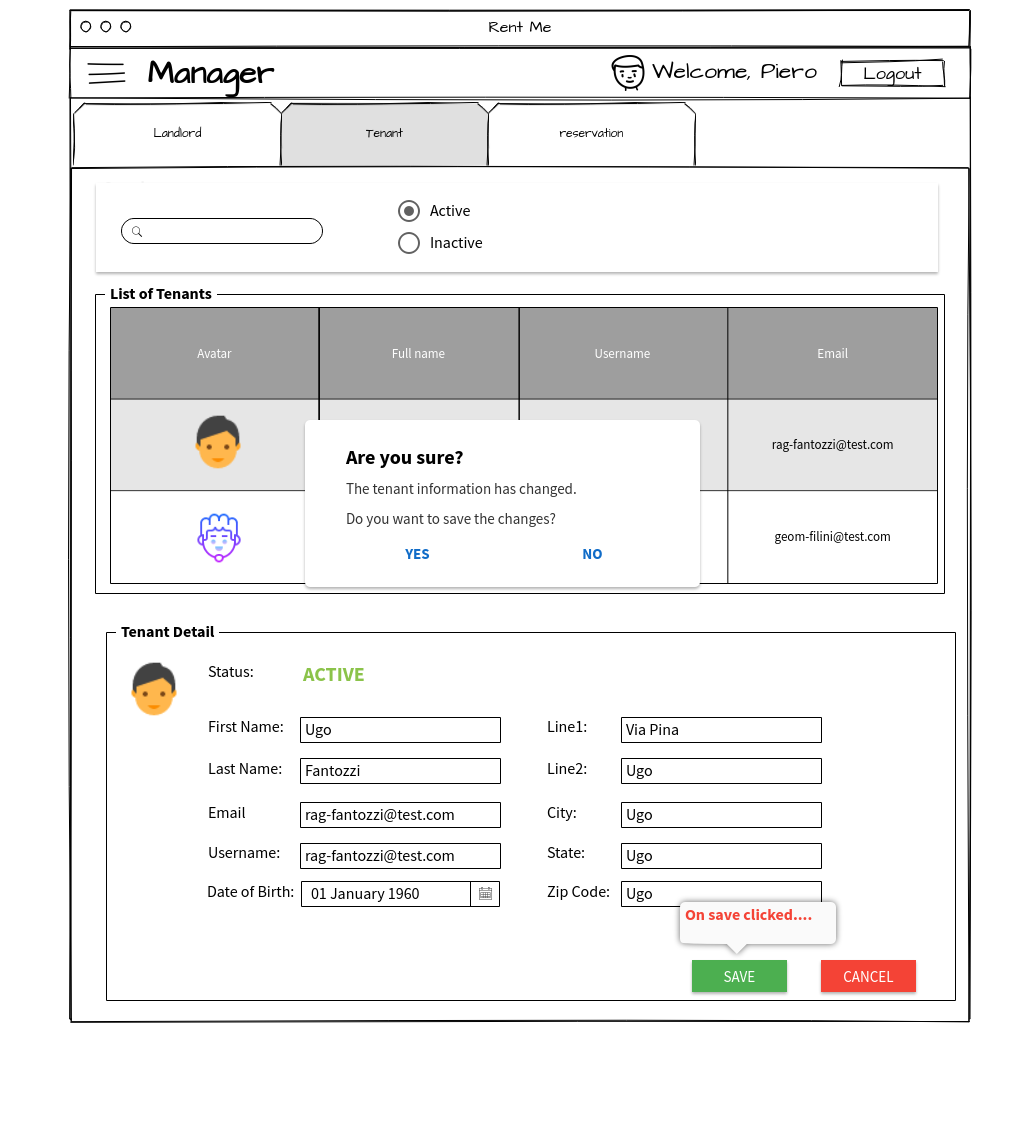 Rent Me
Manager
Welcome, Piero
Logout
Landlord
Tenant
reservation
Active
Inactive
List of Tenants
Avatar
Full name
Username
Email
rag-fantozzi@test.com
geom-filini@test.com
Are you sure?
The tenant information has changed.
Do you want to save the changes?
YES
NO
Tenant Detail
Status:
ACTIVE
First Name:
Ugo
Line1:
Via Pina
Last Name:
Fantozzi
Line2:
Ugo
Email
rag-fantozzi@test.com
City:
Ugo
Username:
rag-fantozzi@test.com
State:
Ugo
Date of Birth:
01 January 1960
Zip Code:
Ugo
On save clicked....
SAVE
CANCEL